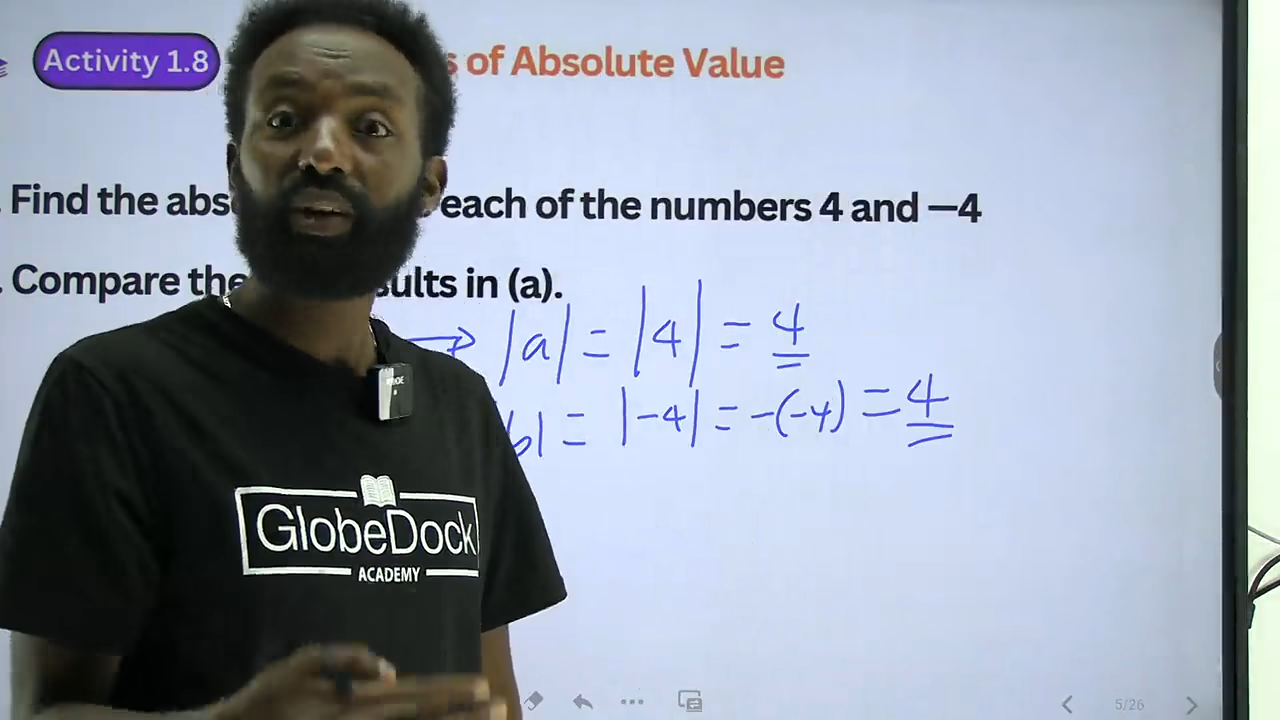 Activity 1.8 s of Absolute Value
. Find the abs each of the numbers 4 and −4
. Compare the sults in (a).
→ |a| = |4| = 4
b| = |-4| = -(-4) = 4
GlobeDock
ACADEMY
5/26